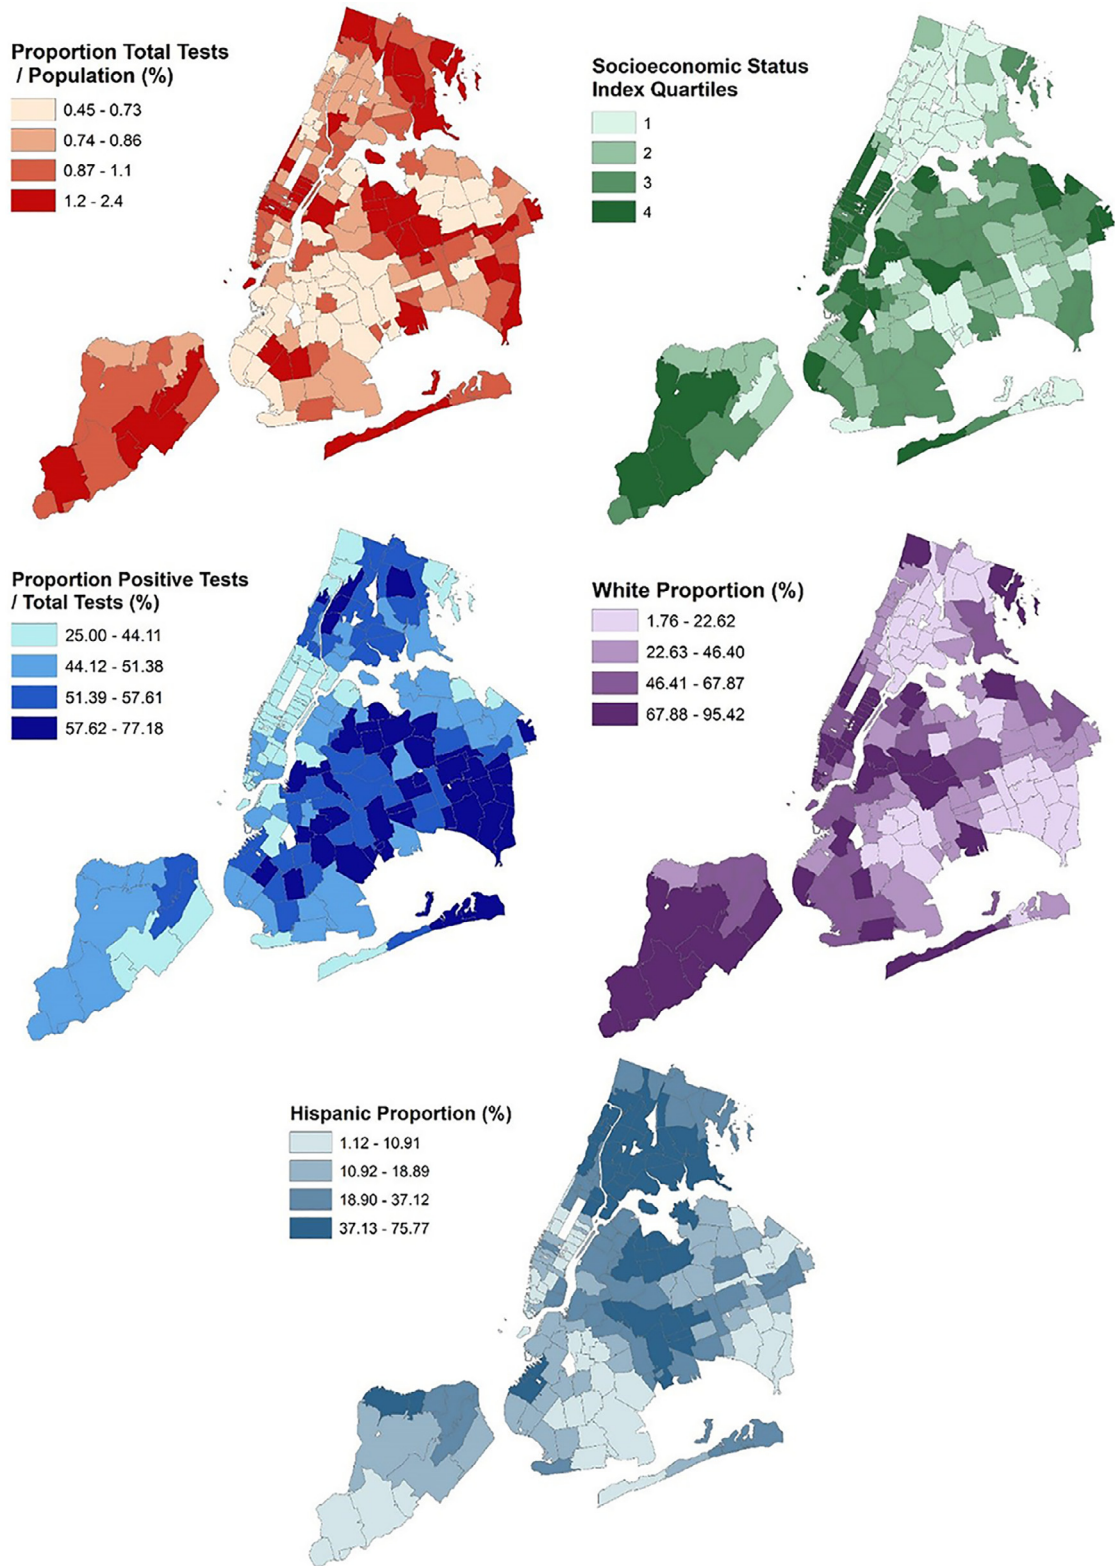 Proportion Total Tests
/ Population (%)
0.45 - 0.73
0.74 - 0.86
0.87 - 1.1
1.2 - 2.4
Socioeconomic Status
Index Quartiles
1
2
3
4
Proportion Positive Tests
/ Total Tests (%)
25.00 - 44.11
44.12 - 51.38
51.39 - 57.61
57.62 - 77.18
White Proportion (%)
1.76 - 22.62
22.63 - 46.40
46.41 - 67.87
67.88 - 95.42
Hispanic Proportion (%)
1.12 - 10.91
10.92 - 18.89
18.90 - 37.12
37.13 - 75.77